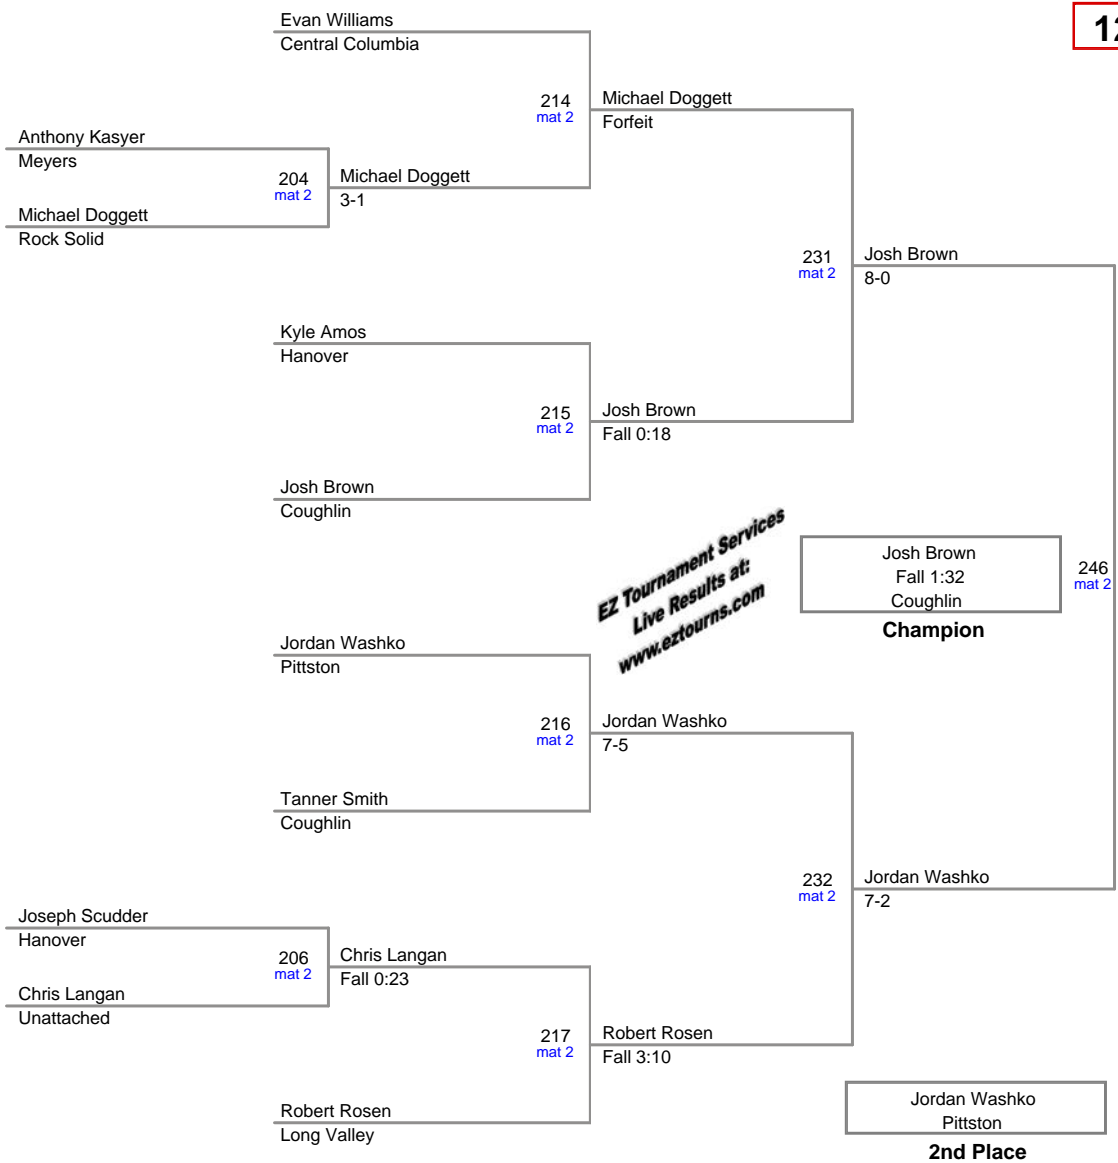 Evan Williams
Central Columbia
12
214
mat 2
Michael Doggett
Forfeit
Anthony Kasyer
Meyers
204
mat 2
Michael Doggett
3-1
Michael Doggett
Rock Solid
231
mat 2
Josh Brown
8-0
Kyle Amos
Hanover
215
mat 2
Josh Brown
Fall 0:18
Josh Brown
Coughlin
EZ Tournament Services
Live Results at:
www.eztourns.com
Josh Brown
Fall 1:32
Coughlin
Champion
246
mat 2
Jordan Washko
Pittston
216
mat 2
Jordan Washko
7-5
Tanner Smith
Coughlin
232
mat 2
Jordan Washko
7-2
Joseph Scudder
Hanover
206
mat 2
Chris Langan
Fall 0:23
Chris Langan
Unattached
217
mat 2
Robert Rosen
Fall 3:10
Robert Rosen
Long Valley
Jordan Washko
Pittston
2nd Place